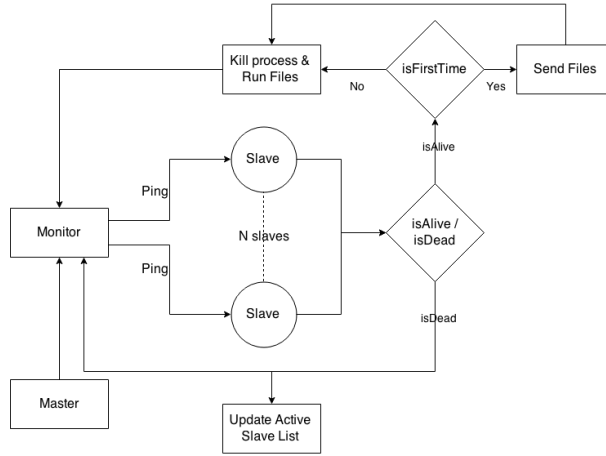 Kill process &
Run Files
isFirstTime
Send Files
No
Yes
isAlive
Slave
Ping
Monitor
N slaves
isAlive /
isDead
Ping
Slave
isDead
Master
Update Active
Slave List